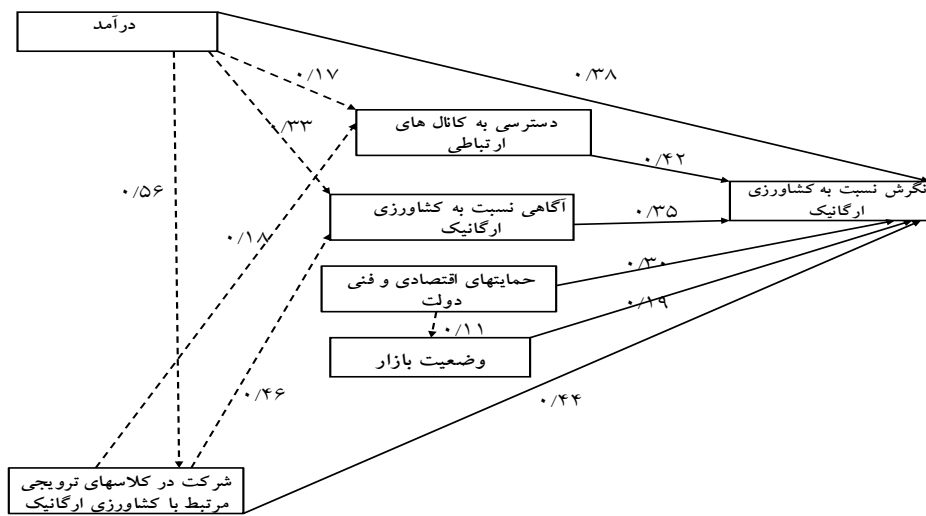 درآمد
۰/۱۷
۰/۳۸
۰/۳۳
دسترسی به کانال های
ارتباطی
۰/۴۲
۰/۵۶
نگرش نسبت به کشاورزی
ارگانیک
آگاهی نسبت به کشاورزی
ارگانیک
۰/۳۵
۰/۱۸
۰/۳۰
حمایتهای اقتصادی و فنی
دولت
۰/۱۹
۰/۱۱
وضعیت بازار
۰/۴۶
۰/۴۴
شرکت در کلاسهای ترویجی
مرتبط با کشاورزی ارگانیک